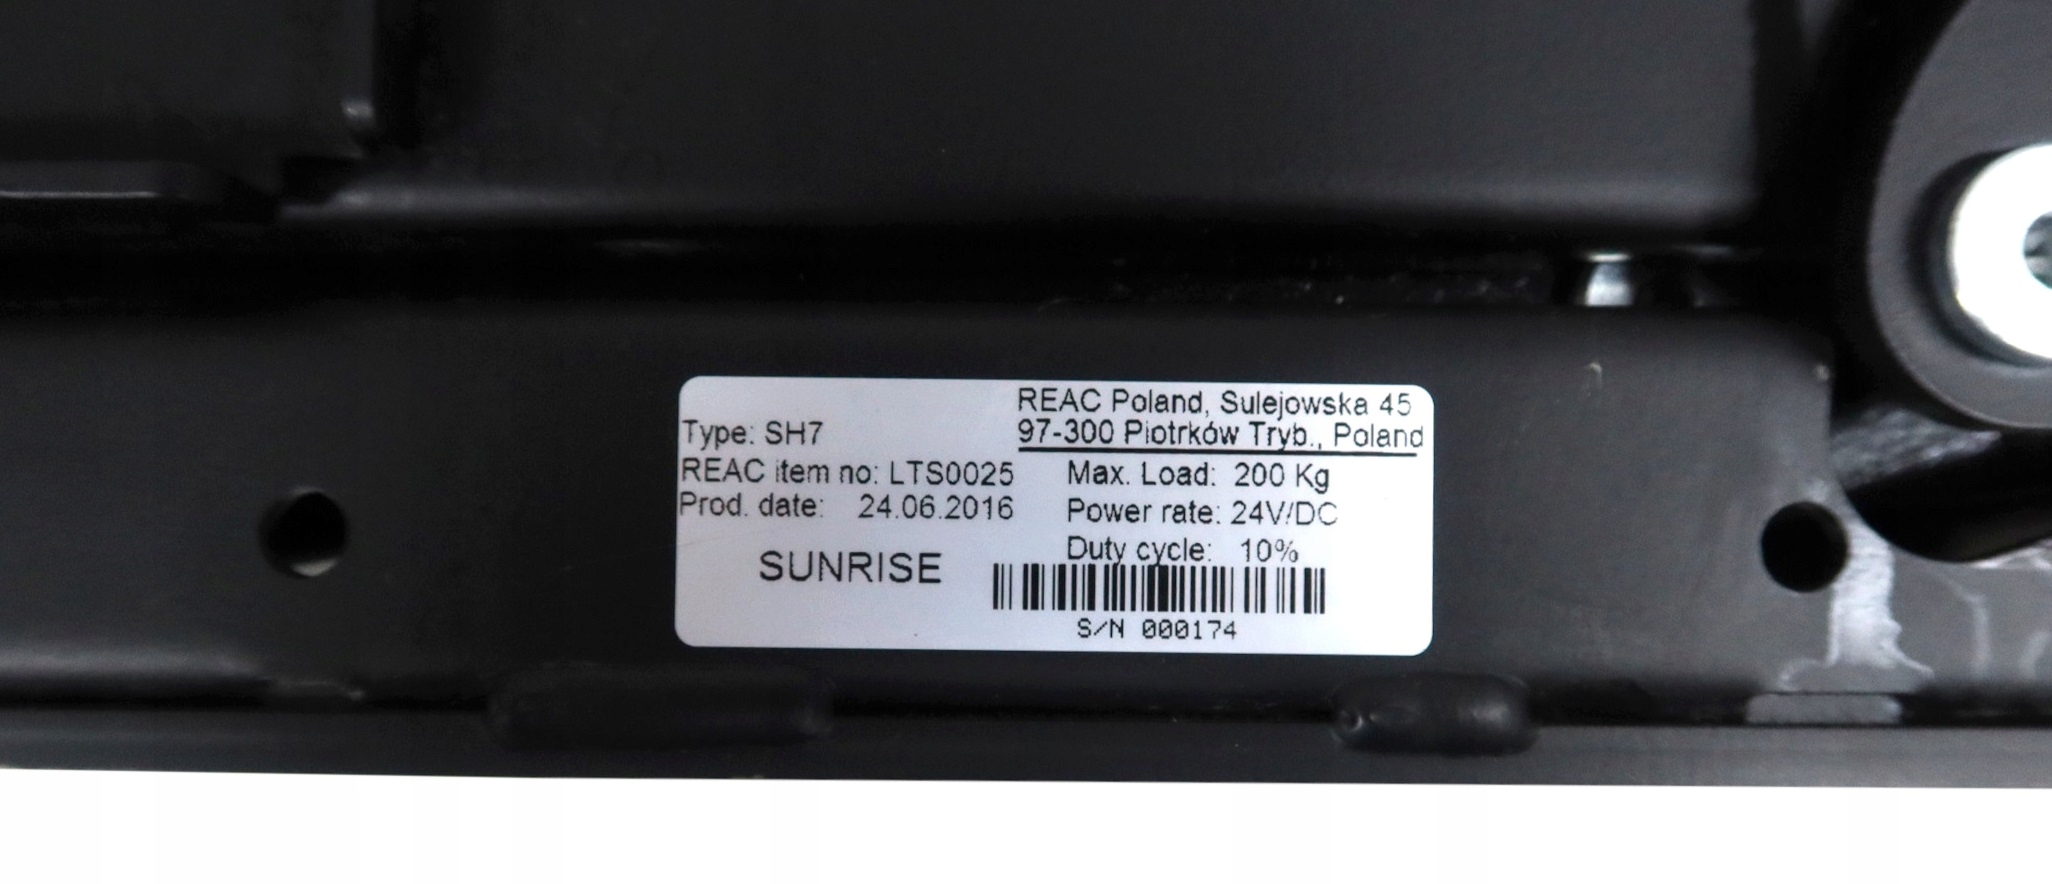 REAC Poland, Sulejowska 45
97-300 Piotrków Tryb., Poland
Type: SH7
REAC item no: LTS0025
Prod. date: 24.06.2016
SUNRISE
Max. Load: 200 Kg
Power rate: 24V/DC
Duty cycle: 10%
S/N 000174